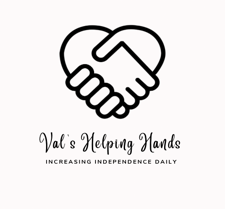 Val's Helping Hands
INCREASING INDEPENDENCE DAILY